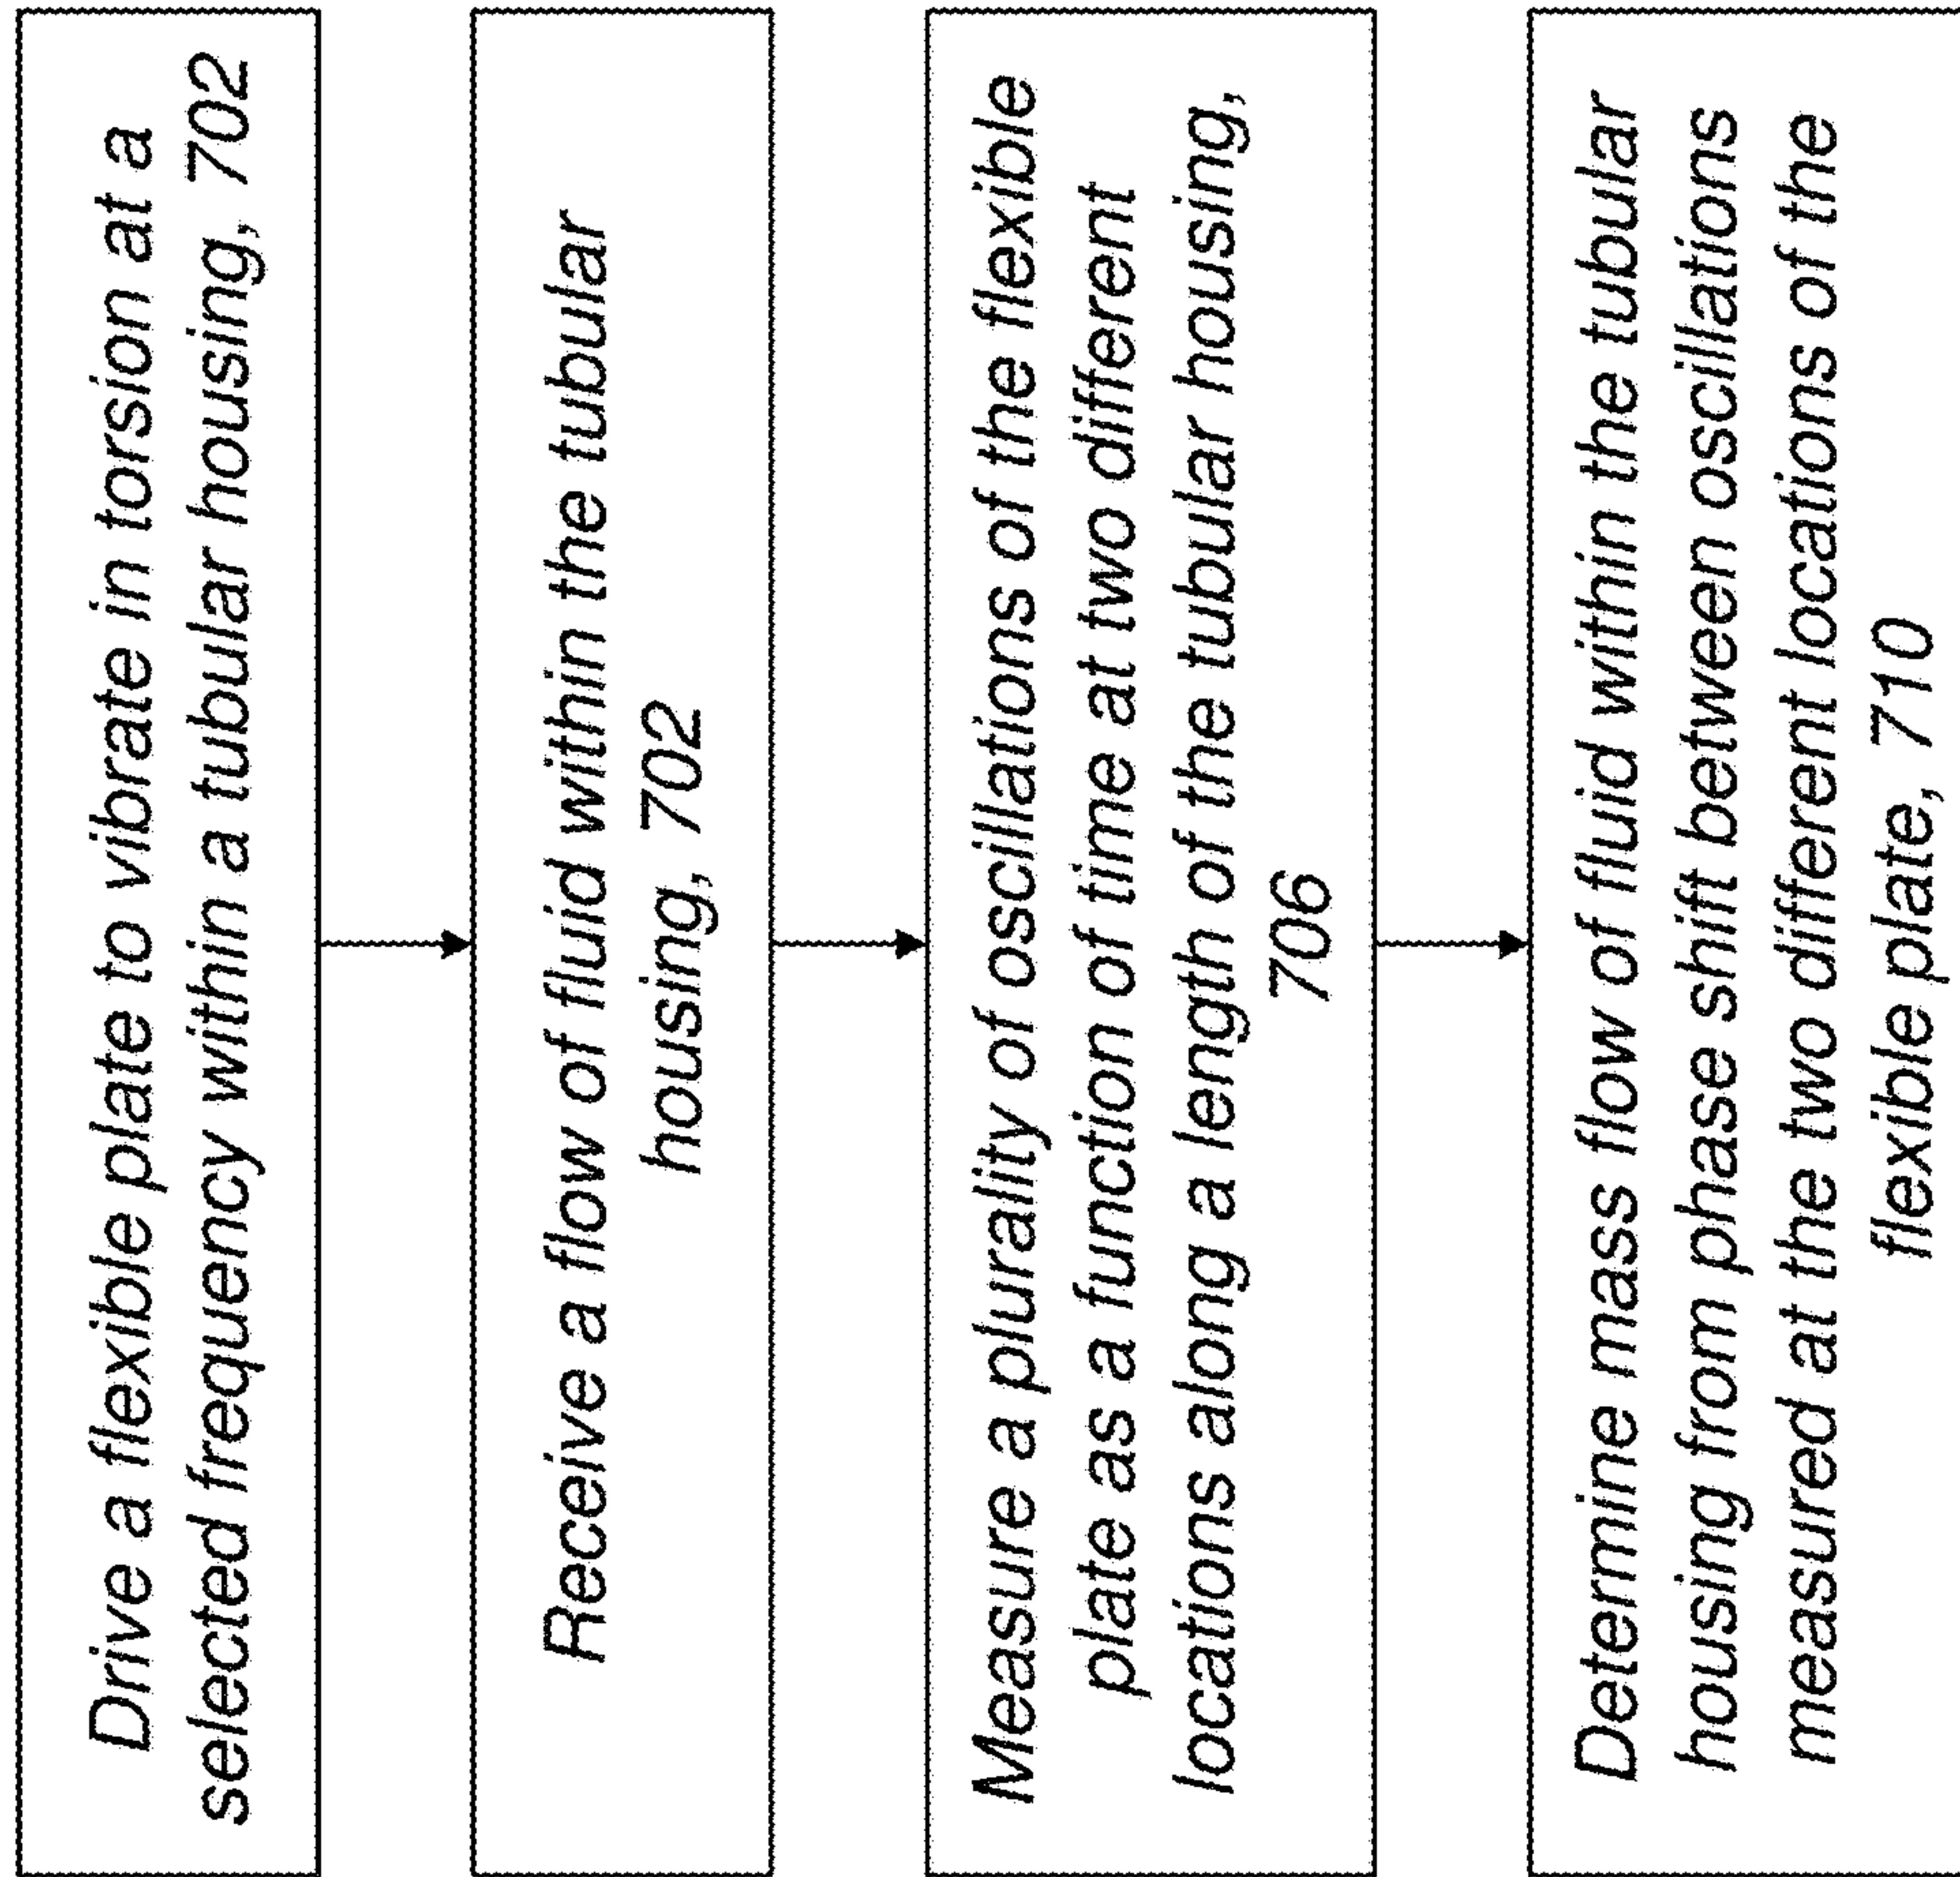 Drive a flexible plate to vibrate in torsion at a
selected frequency within a tubular housing, 702
Receive a flow of fluid within the tubular
housing, 702
Measure a plurality of oscillations of the flexible
plate as a function of time at two different
locations along a length of the tubular housing,
706
Determine mass flow of fluid within the tubular
housing from phase shift between oscillations
measured at the two different locations of the
flexible plate, 710